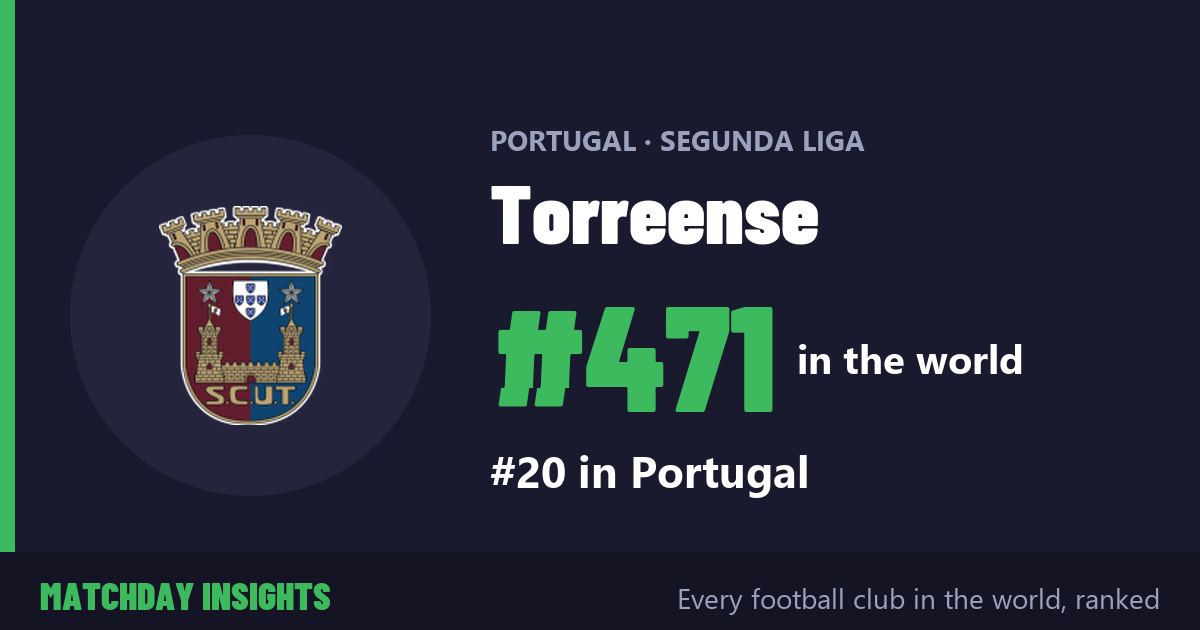 PORTUGAL · SEGUNDA LIGA
Torreense
#471 in the world
#20 in Portugal
S.C.U.T.
MATCHDAY INSIGHTS
Every football club in the world, ranked